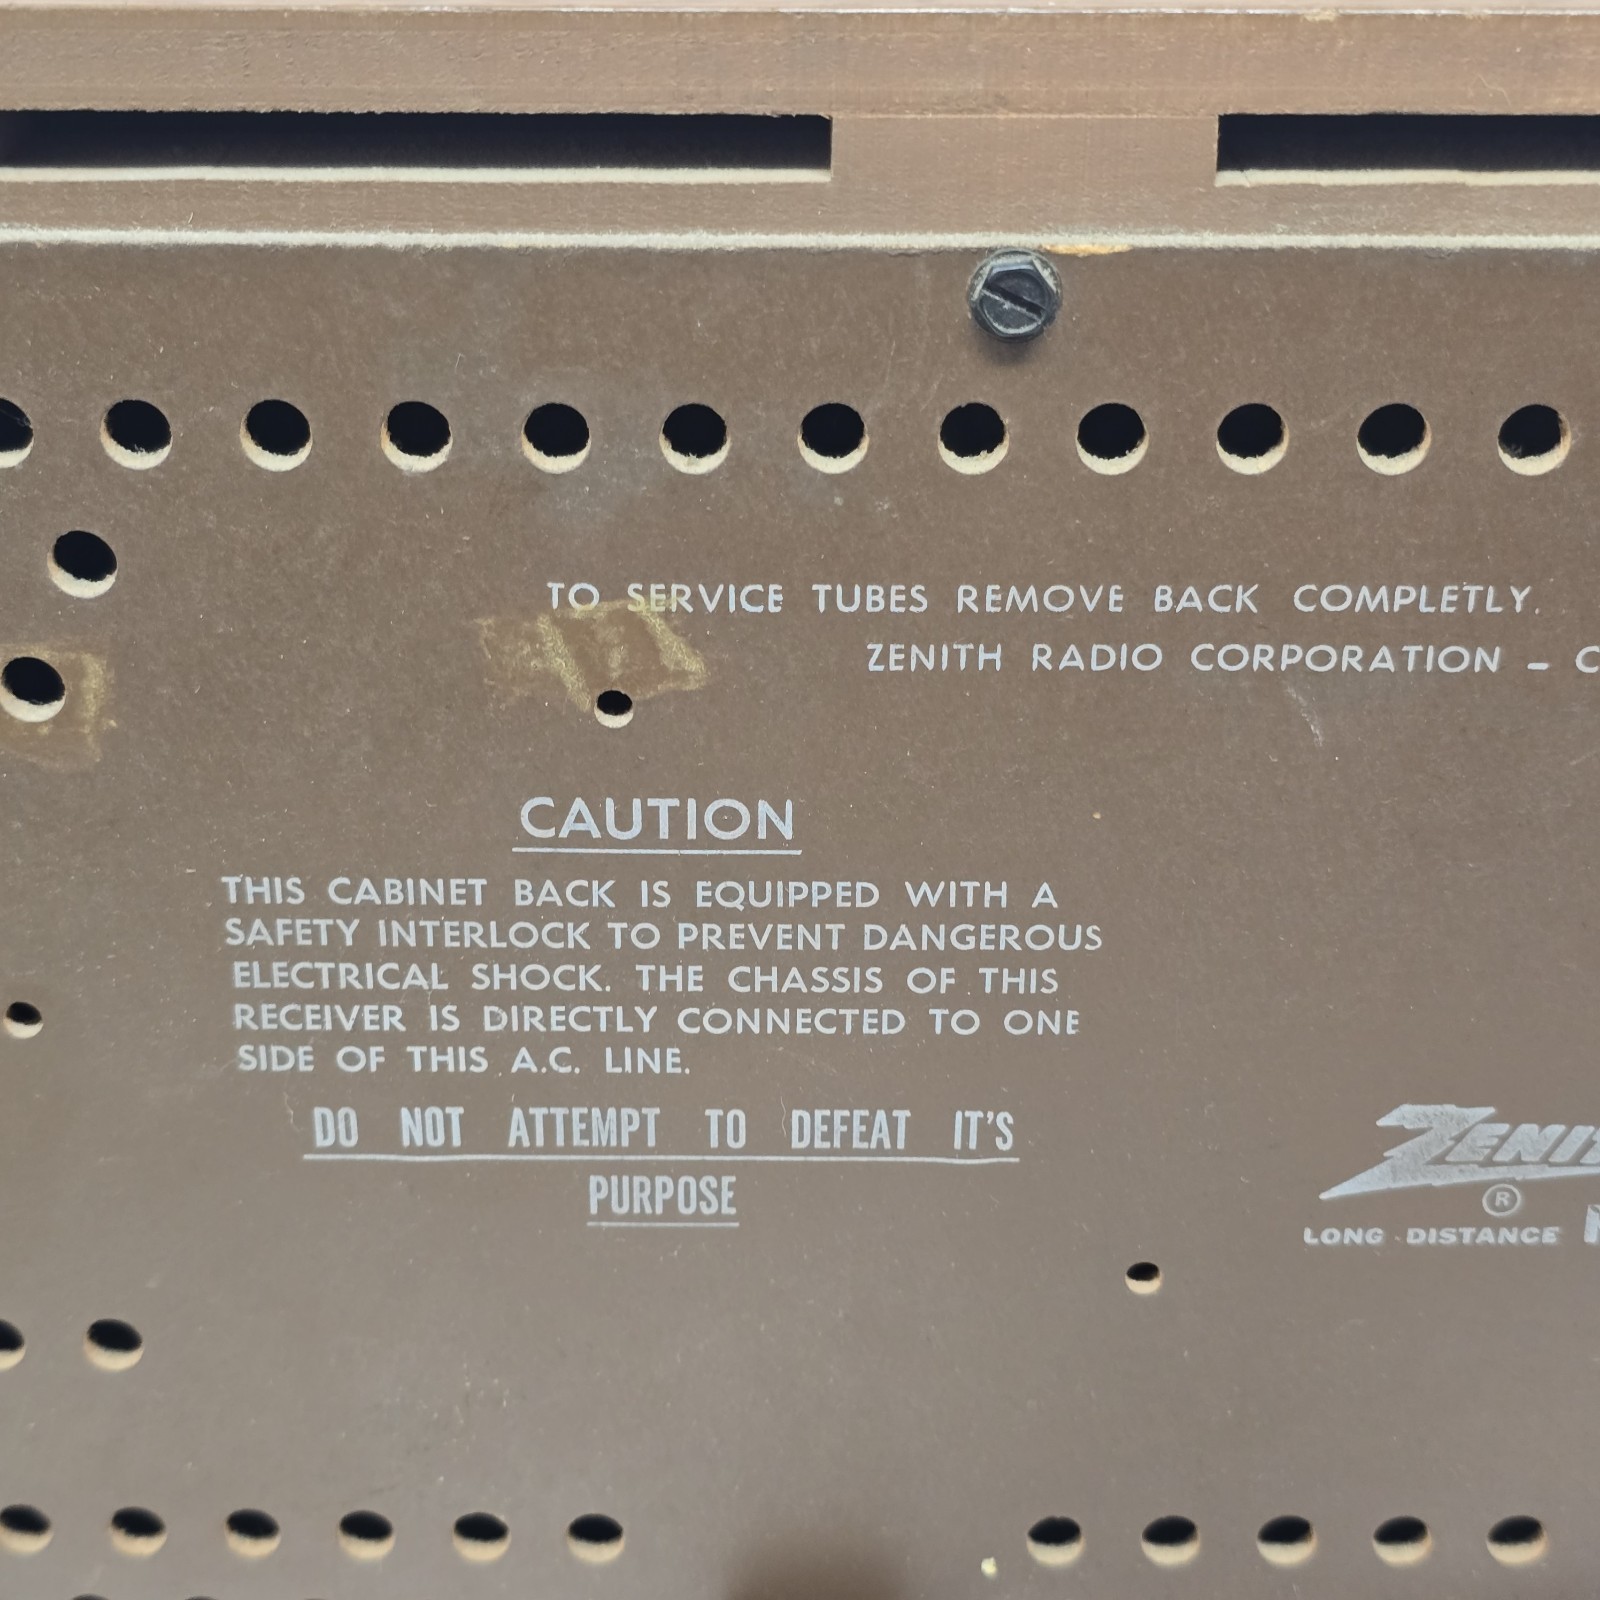 TO SERVICE TUBES REMOVE BACK COMPLETLY.
ZENITH RADIO CORPORATION – C
CAUTION
THIS CABINET BACK IS EQUIPPED WITH A
SAFETY INTERLOCK TO PREVENT DANGEROUS
ELECTRICAL SHOCK. THE CHASSIS OF THIS
RECEIVER IS DIRECTLY CONNECTED TO ONE
SIDE OF THIS A.C. LINE.
DO NOT ATTEMPT TO DEFEAT IT'S
PURPOSE
ZENIT
®
LONG DISTANCE